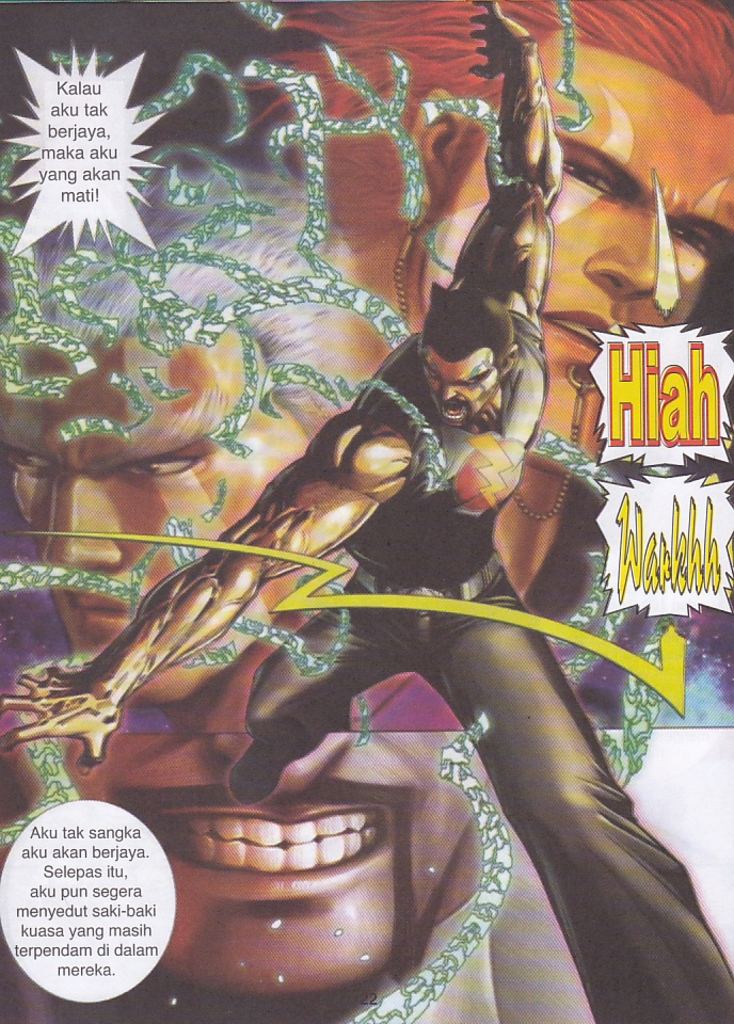 Kalau
aku tak
berjaya,
maka aku
yang akan
mati!
Hiah
Warkhh
Aku tak sangka
aku akan berjaya.
Selepas itu,
aku pun segera
menyedut saki-baki
kuasa yang masih
terpendam di dalam
mereka.
22